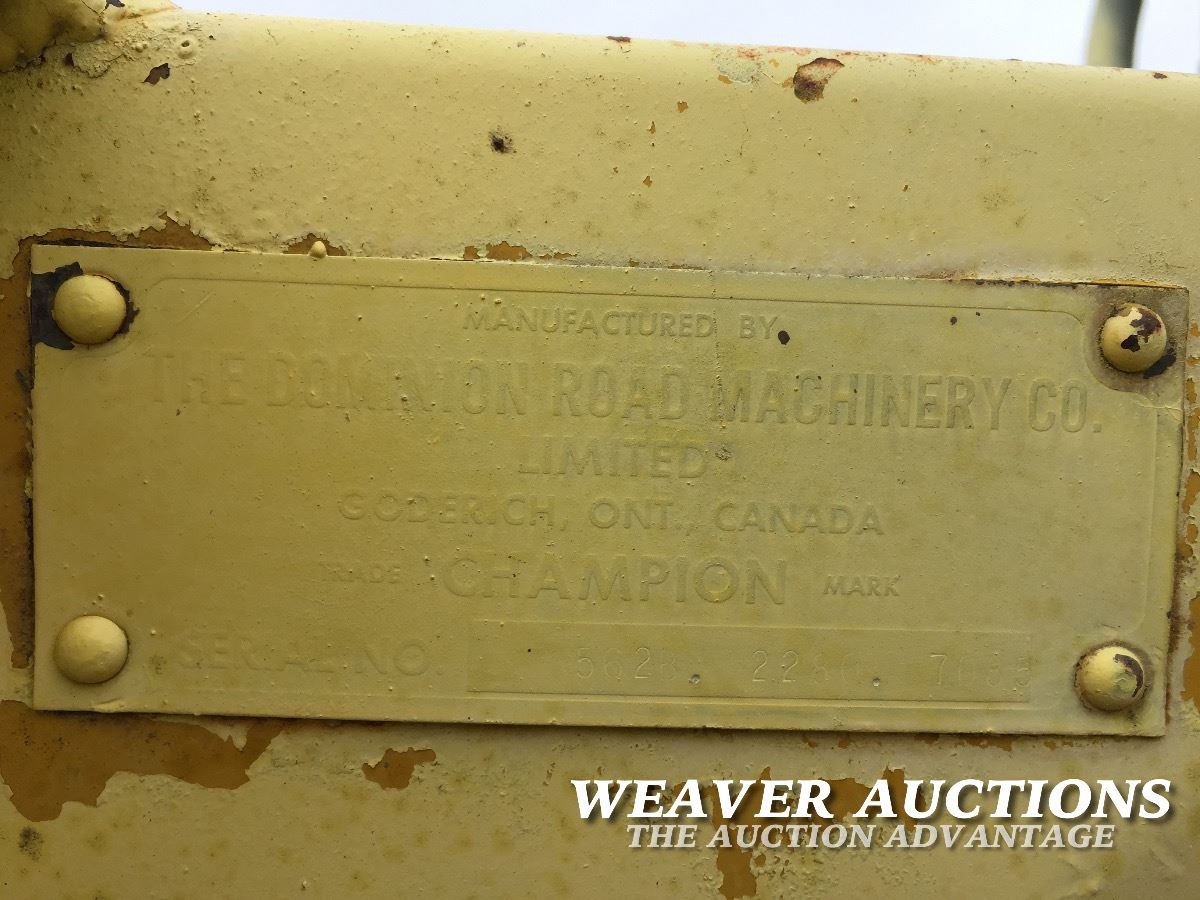 MANUFACTURED BY
THE DOMINION ROAD MACHINERY CO.
LIMITED
GODERICH, ONT., CANADA
TRADE CHAMPION MARK
SERIAL NO
WEAVER AUCTIONS
THE AUCTION ADVANTAGE